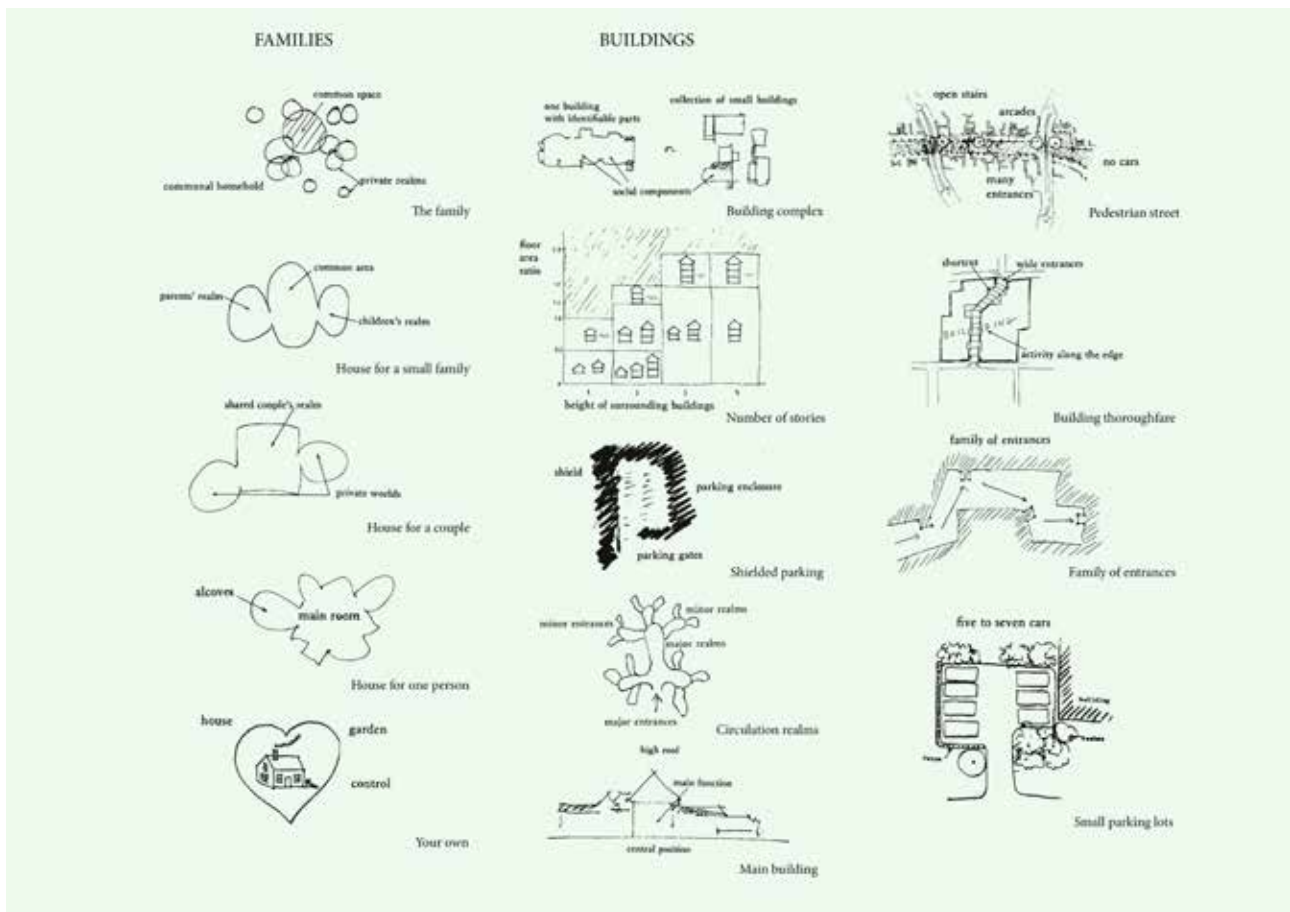 FAMILIES
common space
communal household
private realms
The family
common area
parents' realm
children's realm
House for a small family
shared couple's realm
private worlds
House for a couple
alcoves
main room
House for one person
house
garden
control
Your own
BUILDINGS
one building
with identifiable parts
collection of small buildings
social components
Building complex
floor
area
ratio
height of surrounding buildings
Number of stories
shield
parking enclosure
parking gates
Shielded parking
minor realms
minor entrances
major realms
major entrances
Circulation realms
high roof
main function
central position
Main building
open stairs
arcades
no cars
many
entrances
Pedestrian street
shortcut
wide entrances
BUILDING
activity along the edge
Building thoroughfare
family of entrances
Family of entrances
five to seven cars
building
Small parking lots